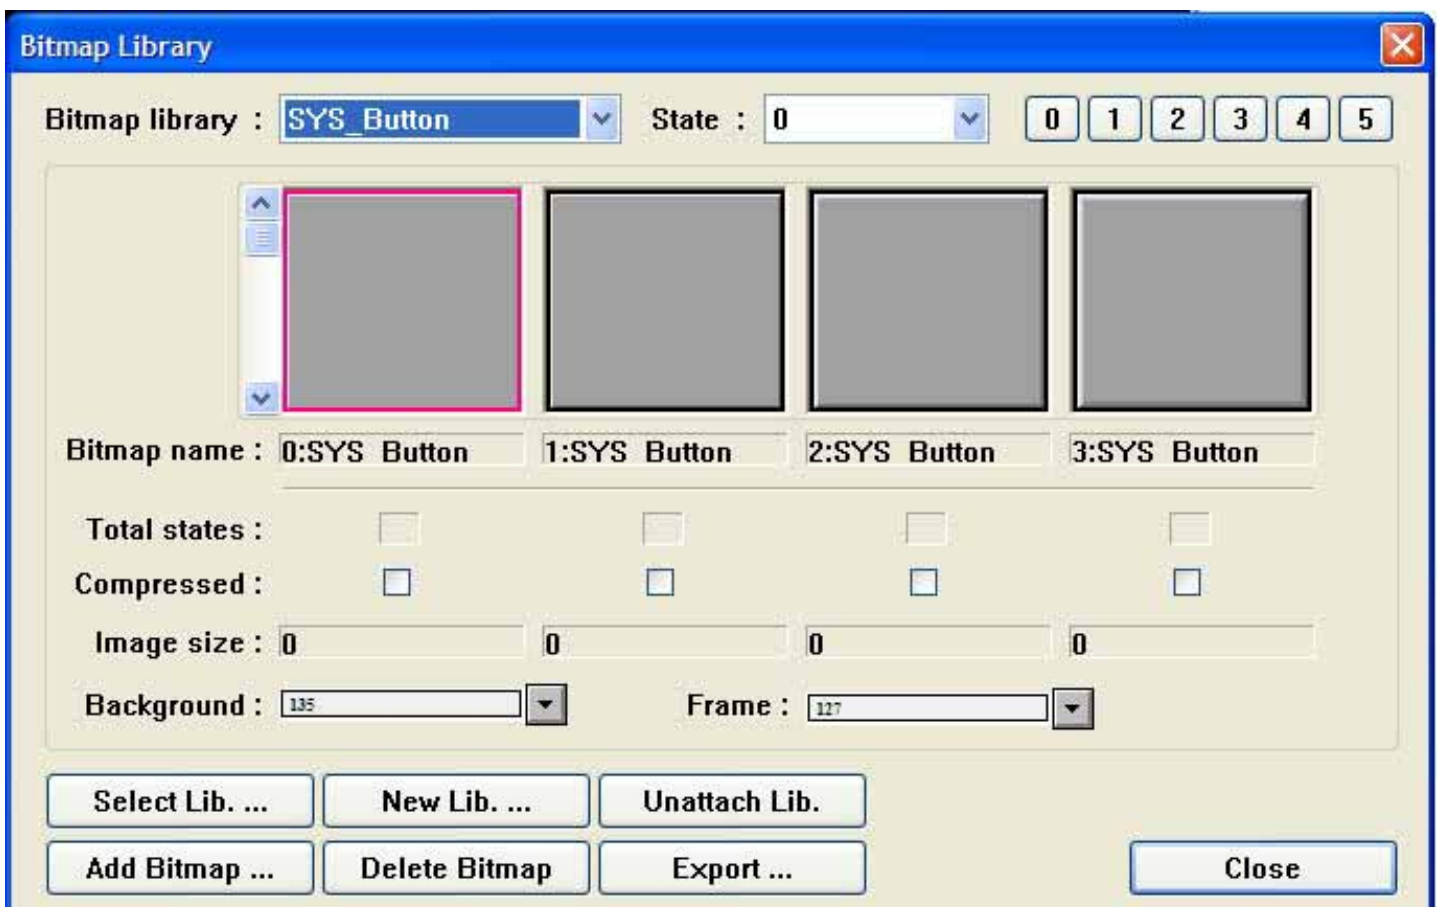 Bitmap Library
Bitmap library : SYS_Button State : 0 0 1 2 3 4 5
Bitmap name : 0:SYS Button 1:SYS Button 2:SYS Button 3:SYS Button
Total states :
Compressed :
Image size : 0 0 0 0
Background : 135 Frame : 127
Select Lib. ... New Lib. ... Unattach Lib.
Add Bitmap ... Delete Bitmap Export ... Close